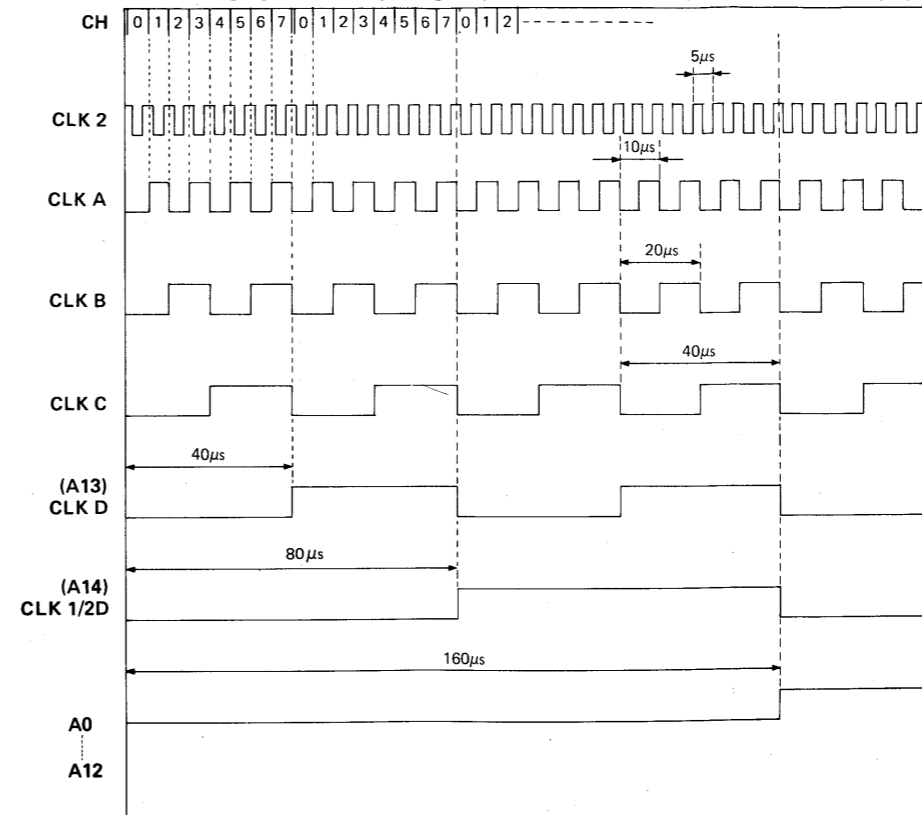 CH 0 1 2 3 4 5 6 7 0 1 2 3 4 5 6 7 0 1 2
5μs
CLK 2
10μs
CLK A
20μs
CLK B
40μs
CLK C
40μs
(A13)
CLK D
80μs
(A14)
CLK 1/2D
160μs
A0
A12